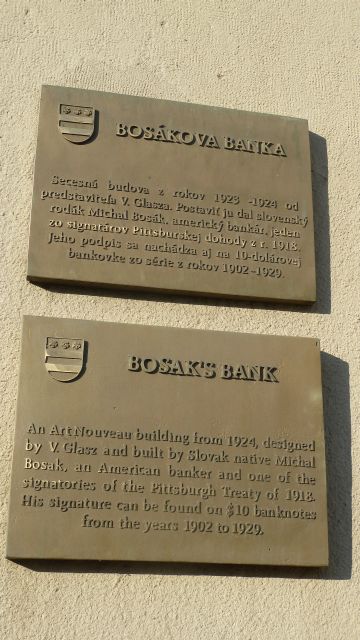 BOSÁKOVA BANKA
Secesná budova z rokov 1923 -1924 od
predstaviteľa V. Glasza. Postaviť ju dal slovenský
rodák Michal Bosák, americký bankár, jeden
zo signatárov Pittsburskej dohody z r. 1918.
Jeho podpis sa nachádza aj na 10-dolárovej
bankovke zo série z rokov 1902-1929.
BOSAK'S BANK
An Art Nouveau building from 1924, designed
by V. Glasz and built by Slovak native Michal
Bosak, an American banker and one of the
signatories of the Pittsburgh Treaty of 1918.
His signature can be found on $10 banknotes
from the years 1902 to 1929.